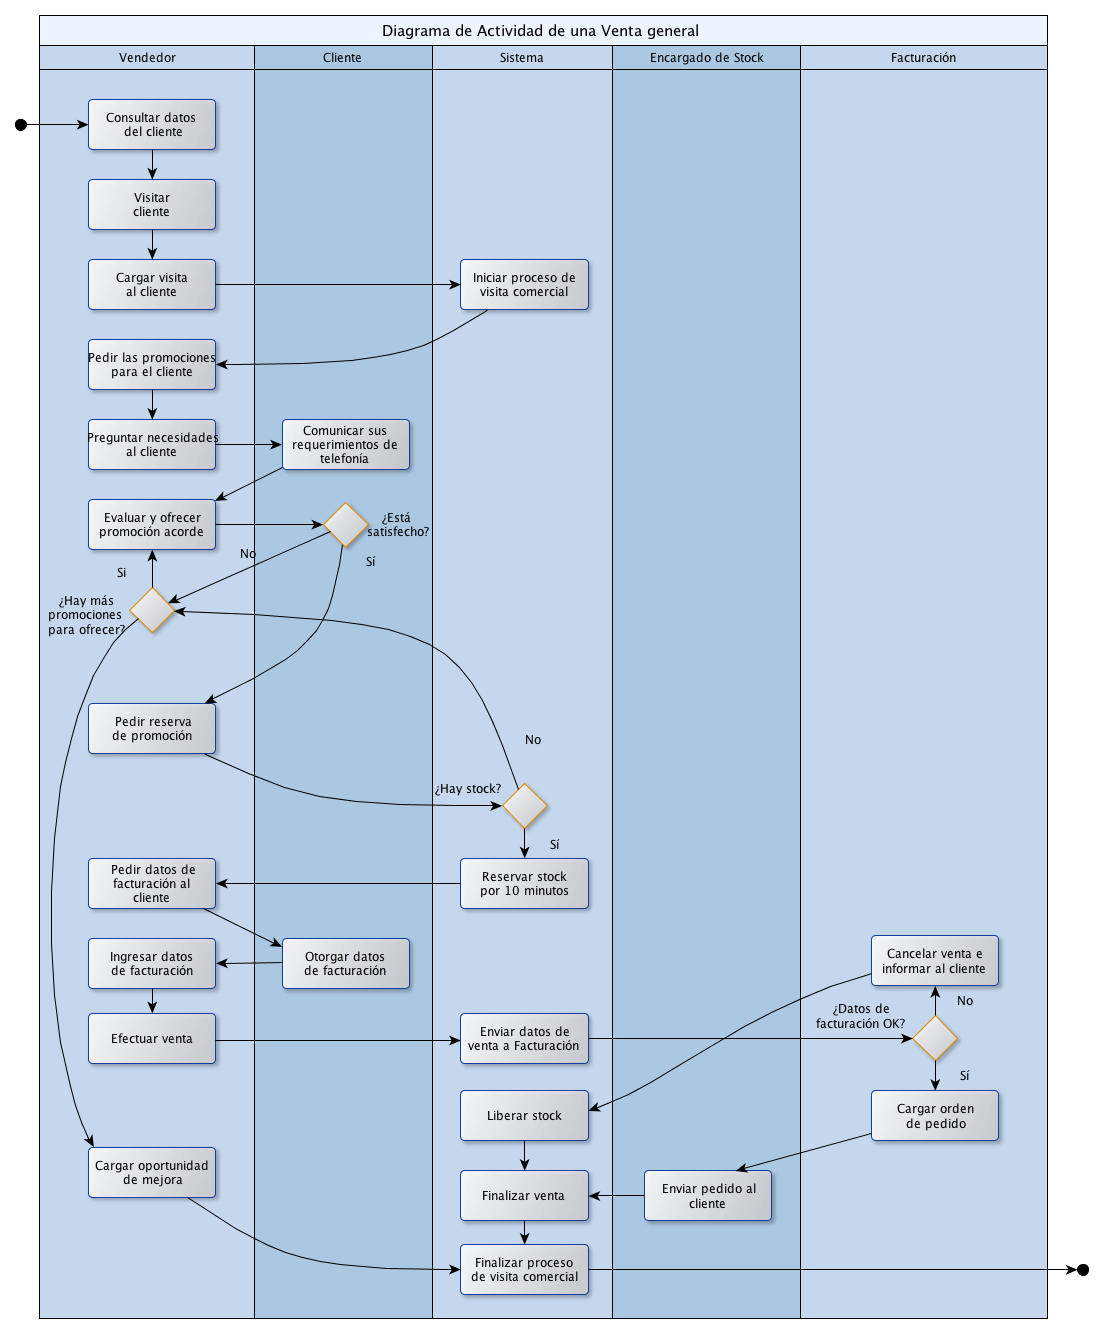 Diagrama de Actividad de una Venta general
Vendedor
Cliente
Sistema
Encargado de Stock
Facturación
Consultar datos
del cliente
Visitar
cliente
Cargar visita
al cliente
Iniciar proceso de
visita comercial
Pedir las promociones
para el cliente
Preguntar necesidades
al cliente
Comunicar sus
requerimientos de
telefonía
Evaluar y ofrecer
promoción acorde
¿Está
satisfecho?
No
Sí
Si
¿Hay más
promociones
para ofrecer?
Pedir reserva
de promoción
No
¿Hay stock?
Sí
Pedir datos de
facturación al
cliente
Reservar stock
por 10 minutos
Ingresar datos
de facturación
Otorgar datos
de facturación
Cancelar venta e
informar al cliente
No
¿Datos de
facturación OK?
Efectuar venta
Enviar datos de
venta a Facturación
Sí
Liberar stock
Cargar orden
de pedido
Cargar oportunidad
de mejora
Finalizar venta
Enviar pedido al
cliente
Finalizar proceso
de visita comercial